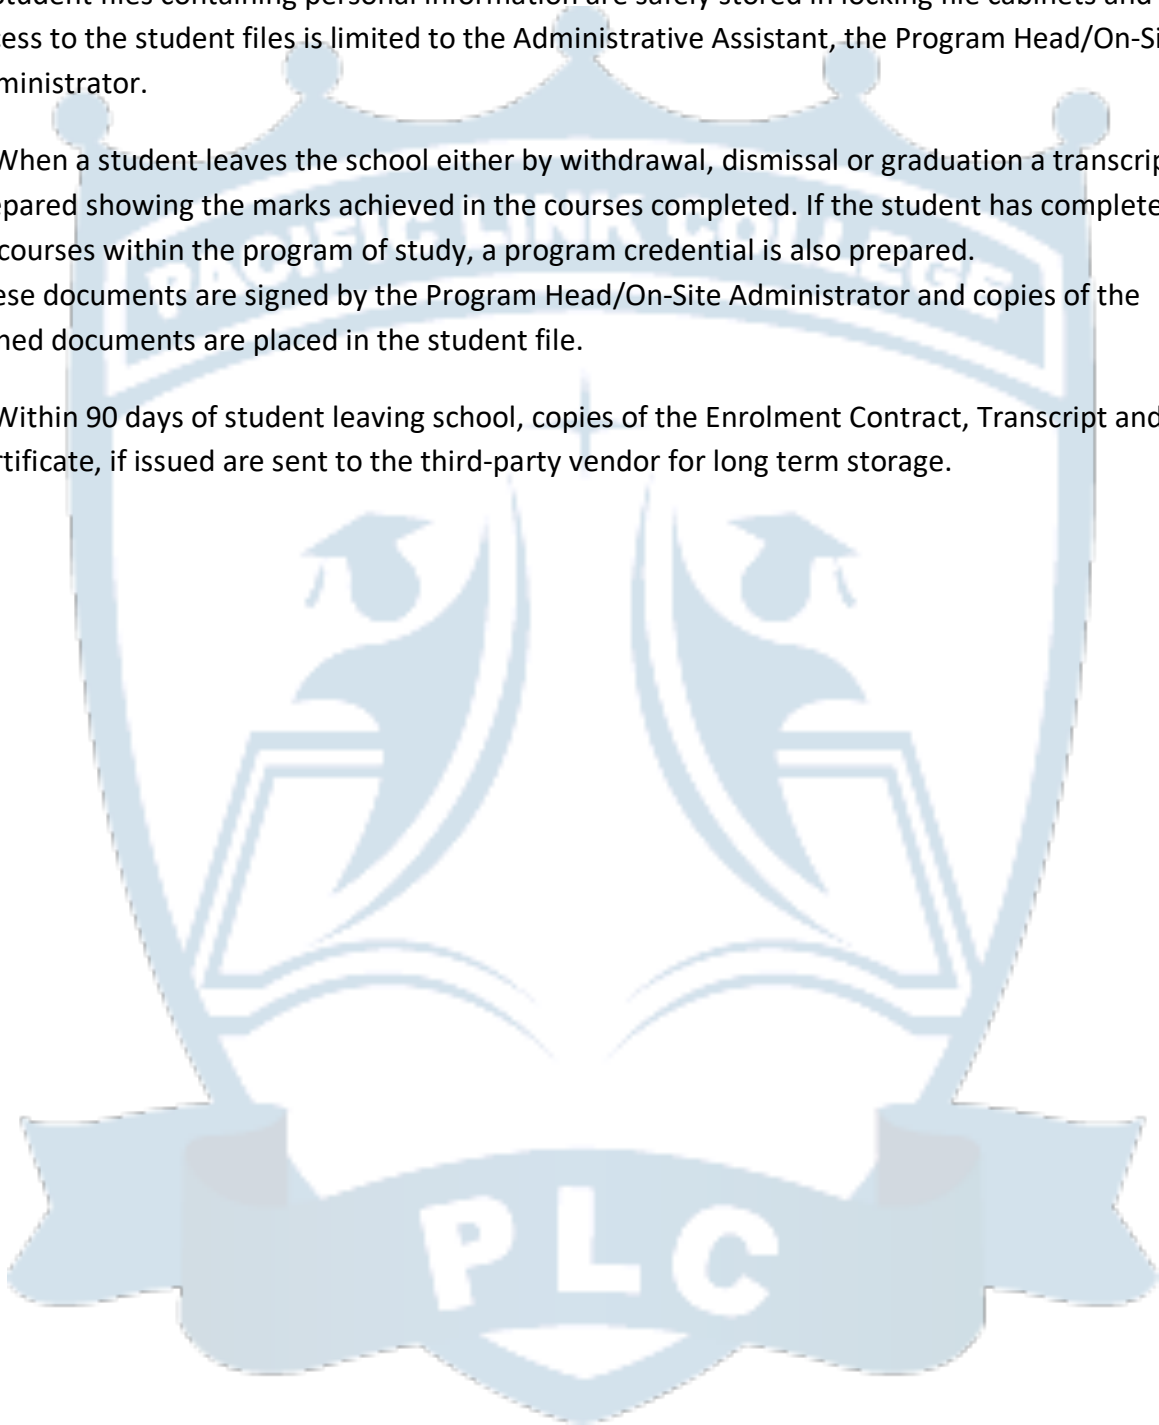 student files containing personal information are safely stored in locking file cabinets and
cess to the student files is limited to the Administrative Assistant, the Program Head/On-Si
ministrator.
When a student leaves the school either by withdrawal, dismissal or graduation a transcrip
epared showing the marks achieved in the courses completed. If the student has complete
courses within the program of study, a program credential is also prepared.
ese documents are signed by the Program Head/On-Site Administrator and copies of the
ned documents are placed in the student file.
Within 90 days of student leaving school, copies of the Enrolment Contract, Transcript and
rtificate, if issued are sent to the third-party vendor for long term storage.
PACIFIC LINK COLLEGE
PLC